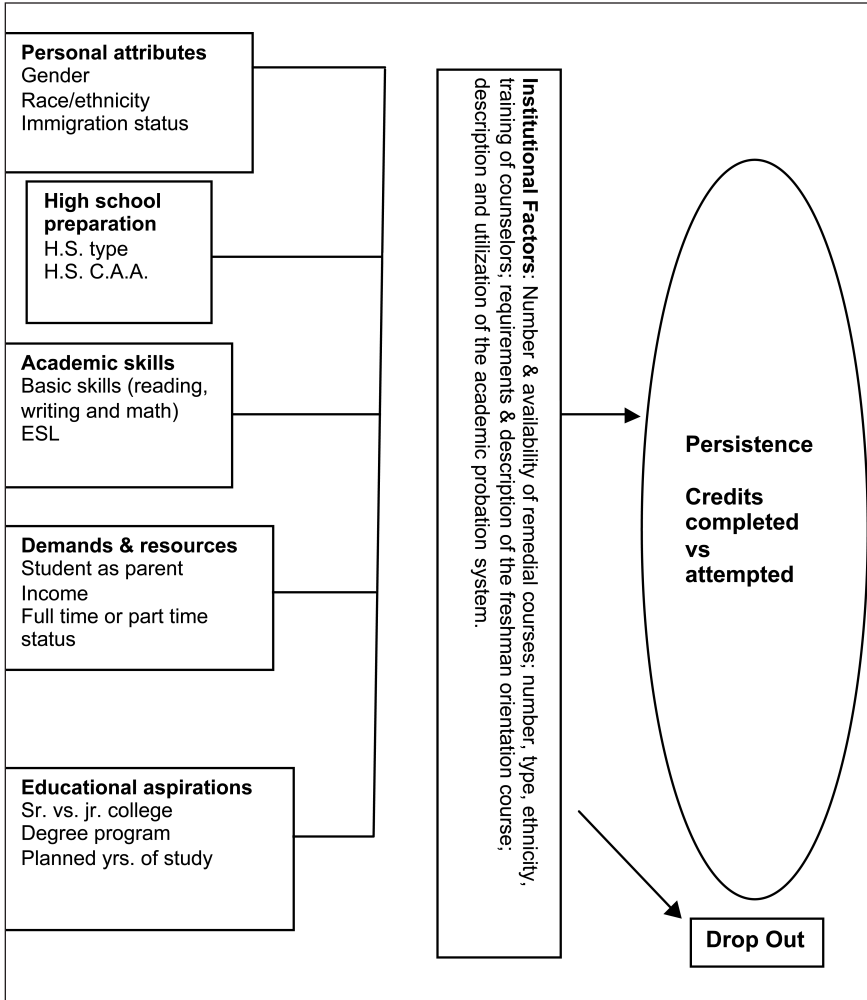 Personal attributes
Gender
Race/ethnicity
Immigration status
High school
preparation
H.S. type
H.S. C.A.A.
Academic skills
Basic skills (reading,
writing and math)
ESL
Demands & resources
Student as parent
Income
Full time or part time
status
Educational aspirations
Sr. vs. jr. college
Degree program
Planned yrs. of study
Institutional Factors: Number & availability of remedial courses; number, type, ethnicity,
training of counselors; requirements & description of the freshman orientation course;
description and utilization of the academic probation system.
Persistence
Credits
completed
vs
attempted
Drop Out